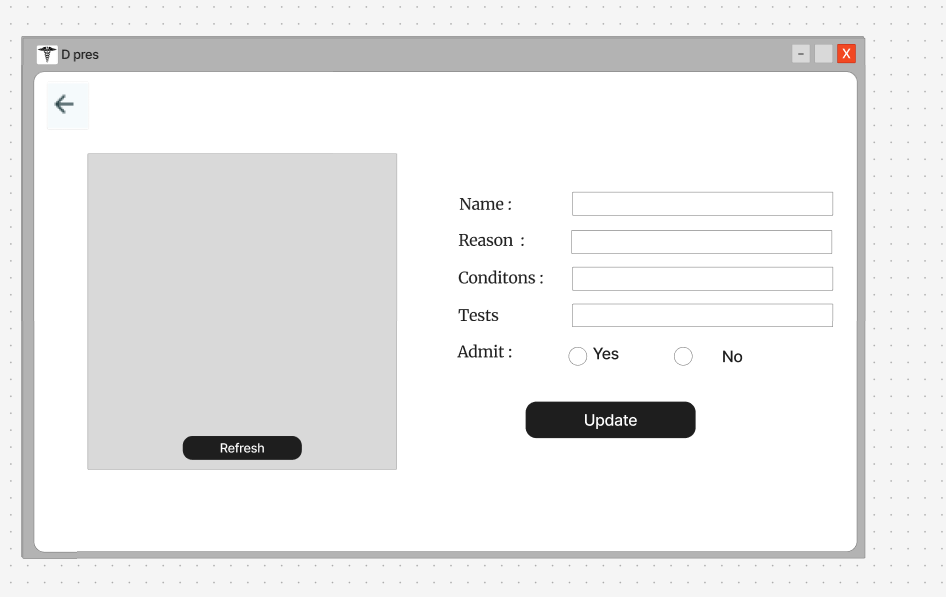 D pres
- X
Name :
Reason :
Conditons :
Tests
Admit : Yes No
Update
Refresh